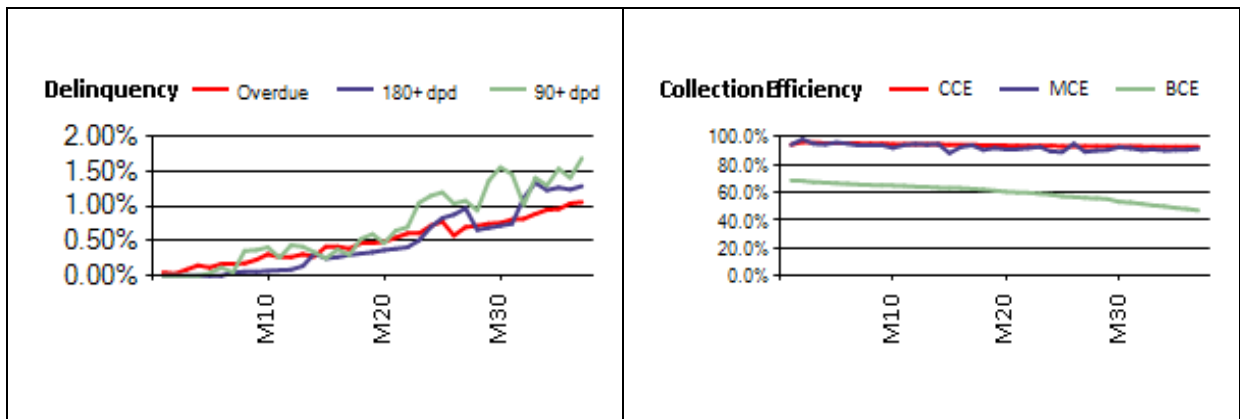 Delinquency Overdue 180+ dpd 90+ dpd
2.00%
1.50%
1.00%
0.50%
0.00%
M10 M20 M30
Collection Efficiency CCE MCE BCE
100.0%
80.0%
60.0%
40.0%
20.0%
0.0%
M10 M20 M30